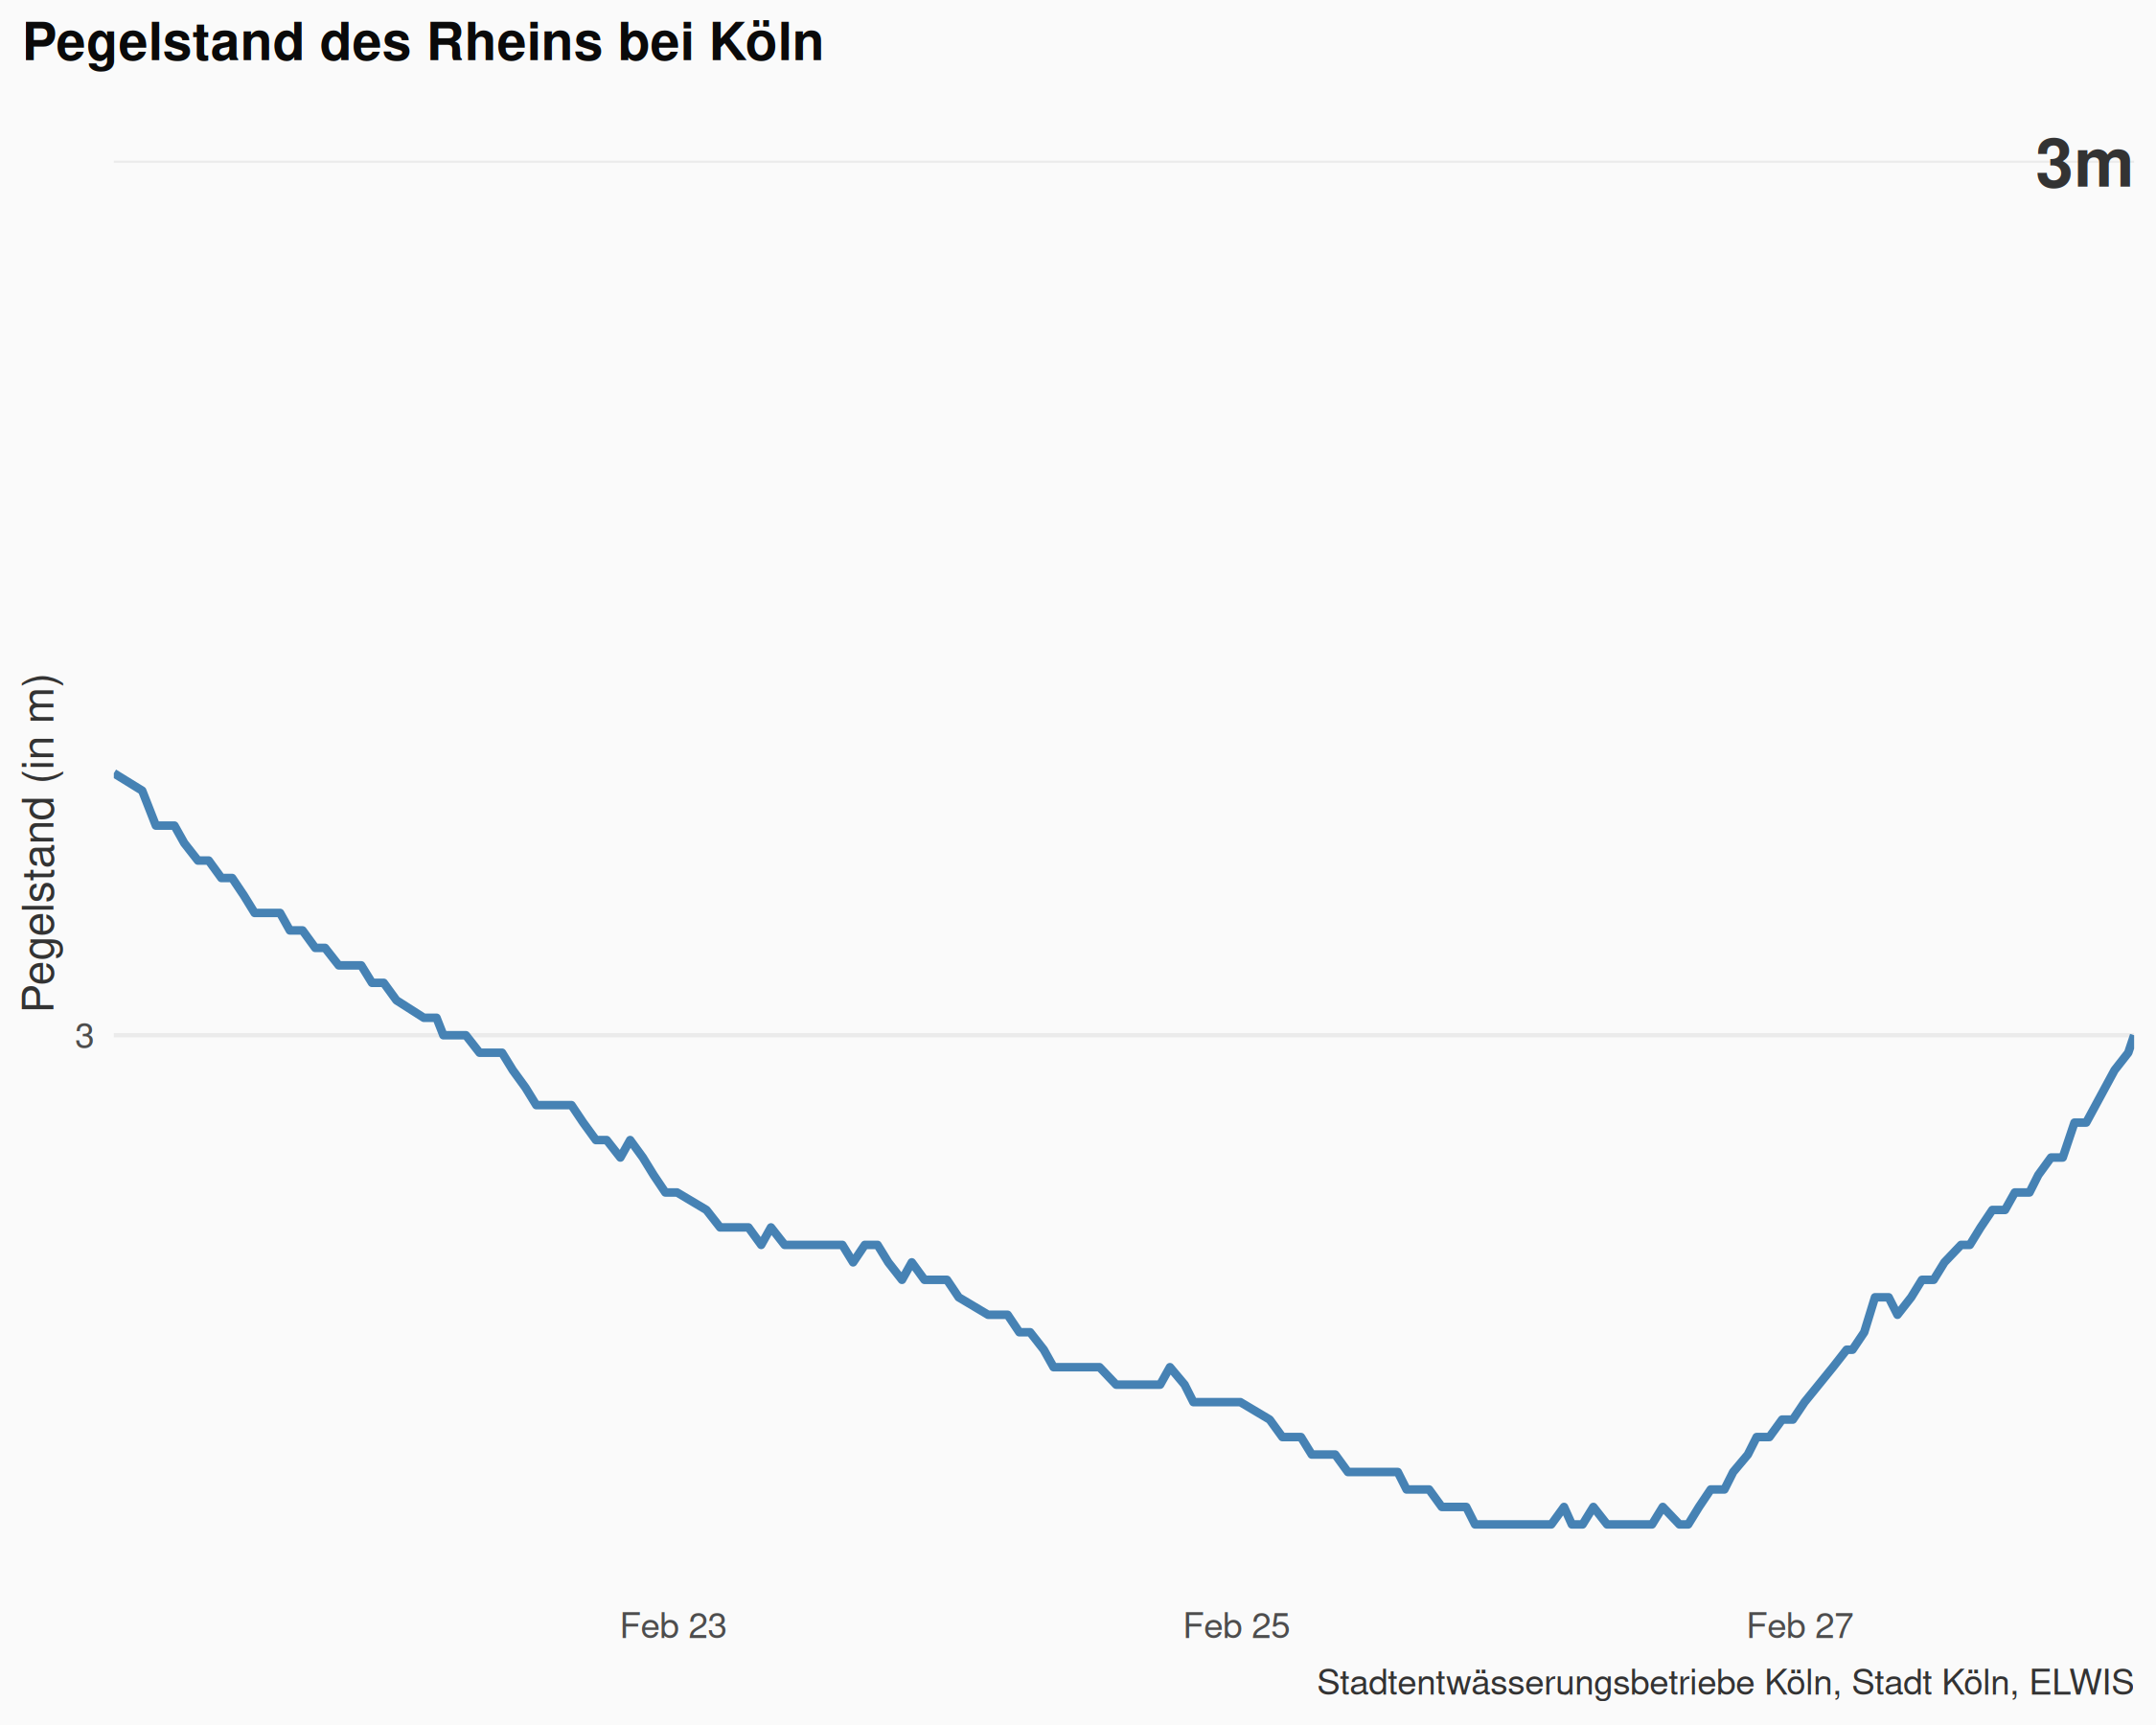 Pegelstand des Rheins bei Köln
3m
Pegelstand (in m)
3
Feb 23
Feb 25
Feb 27
Stadtentwässerungsbetriebe Köln, Stadt Köln, ELWIS